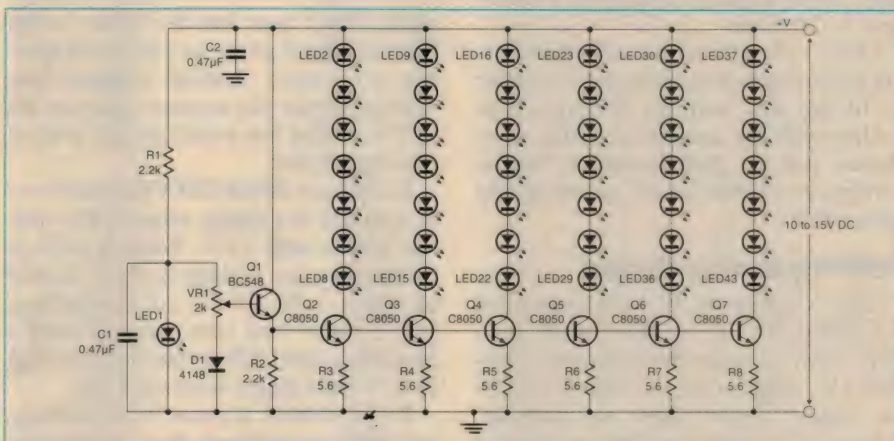 +V
C2
0.47µF
LED2
LED9
LED16
LED23
LED30
LED37
R1
2.2k
10 to 15V DC
Q1
BC548
LED8
LED15
LED22
LED29
LED36
LED43
VR1
2k
LED1
Q2
C8050
Q3
C8050
Q4
C8050
Q5
C8050
Q6
C8050
Q7
C8050
C1
0.47µF
D1
4148
R2
2.2k
R3
5.6
R4
5.6
R5
5.6
R6
5.6
R7
5.6
R8
5.6